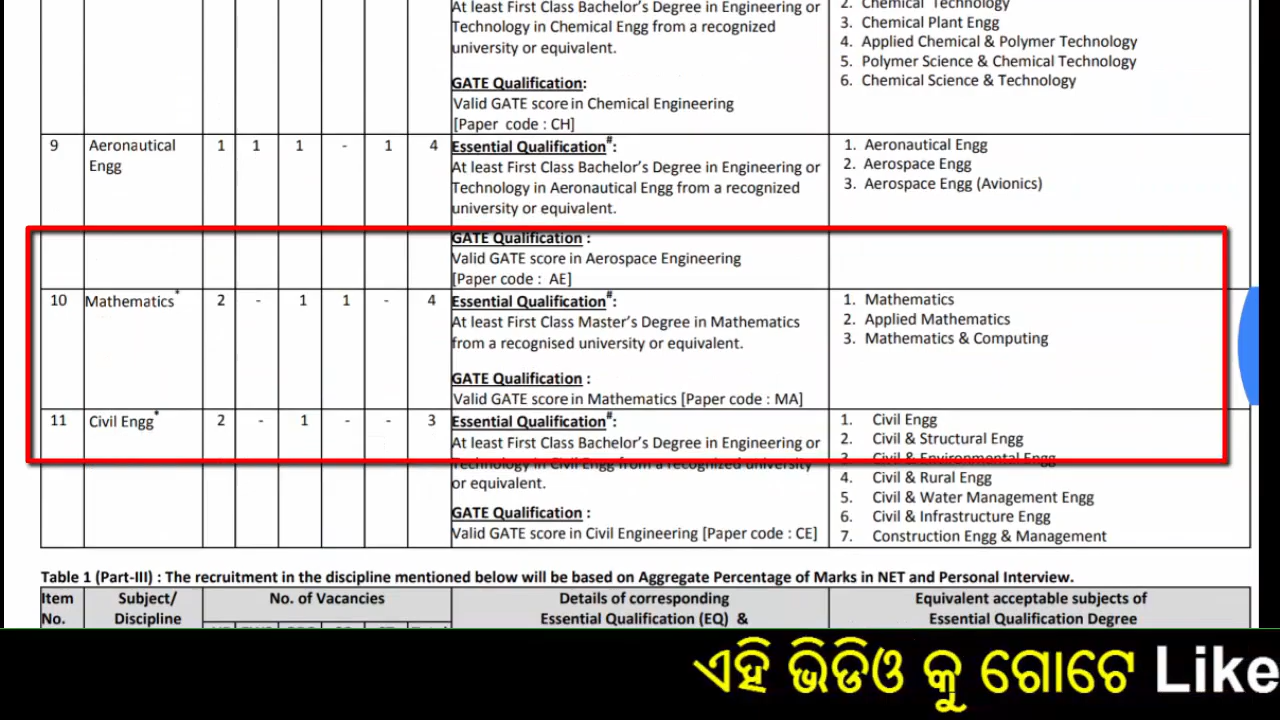 At least First Class Bachelor's Degree in Engineering or
Technology in Chemical Engg from a recognized
university or equivalent.
GATE Qualification:
Valid GATE score in Chemical Engineering
[Paper code : CH]
2. Chemical Technology
3. Chemical Plant Engg
4. Applied Chemical & Polymer Technology
5. Polymer Science & Chemical Technology
6. Chemical Science & Technology
9 Aeronautical Engg 1 1 1 - 1 4
Essential Qualification#:
At least First Class Bachelor's Degree in Engineering or
Technology in Aeronautical Engg from a recognized
university or equivalent.
GATE Qualification :
Valid GATE score in Aerospace Engineering
[Paper code : AE]
1. Aeronautical Engg
2. Aerospace Engg
3. Aerospace Engg (Avionics)
10 Mathematics* 2 - 1 1 - 4
Essential Qualification#:
At least First Class Master's Degree in Mathematics
from a recognised university or equivalent.
GATE Qualification :
Valid GATE score in Mathematics [Paper code : MA]
1. Mathematics
2. Applied Mathematics
3. Mathematics & Computing
11 Civil Engg* 2 - 1 - - 3
Essential Qualification#:
At least First Class Bachelor's Degree in Engineering or
Technology in Civil Engg from a recognized university
or equivalent.
GATE Qualification :
Valid GATE score in Civil Engineering [Paper code : CE]
1. Civil Engg
2. Civil & Structural Engg
3. Civil & Environmental Engg
4. Civil & Rural Engg
5. Civil & Water Management Engg
6. Civil & Infrastructure Engg
7. Construction Engg & Management
Table 1 (Part-III) : The recruitment in the discipline mentioned below will be based on Aggregate Percentage of Marks in NET and Personal Interview.
Item No.
Subject/ Discipline
No. of Vacancies
Details of corresponding
Essential Qualification (EQ) &
Equivalent acceptable subjects of
Essential Qualification Degree
ଏହି ଭିଡିଓ କୁ ଗୋଟେ Like